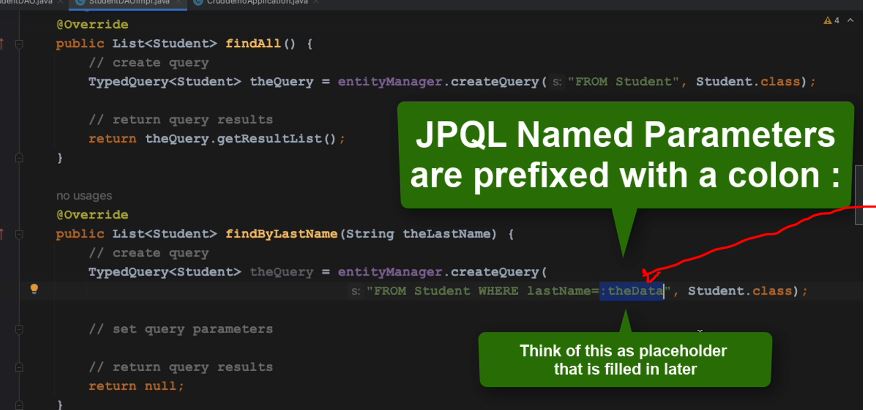 StudentDAOImpl.java
CruddemoApplication.java
@Override
4
public List<Student> findAll() {
// create query
TypedQuery<Student> theQuery = entityManager.createQuery( s: "FROM Student", Student.class);
// return query results
return theQuery.getResultList();
}
JPQL Named Parameters
are prefixed with a colon :
no usages
@Override
public List<Student> findByLastName(String theLastName) {
// create query
TypedQuery<Student> theQuery = entityManager.createQuery(
s: "FROM Student WHERE lastName=:theData", Student.class);
// set query parameters
Think of this as placeholder
that is filled in later
// return query results
return null;
}